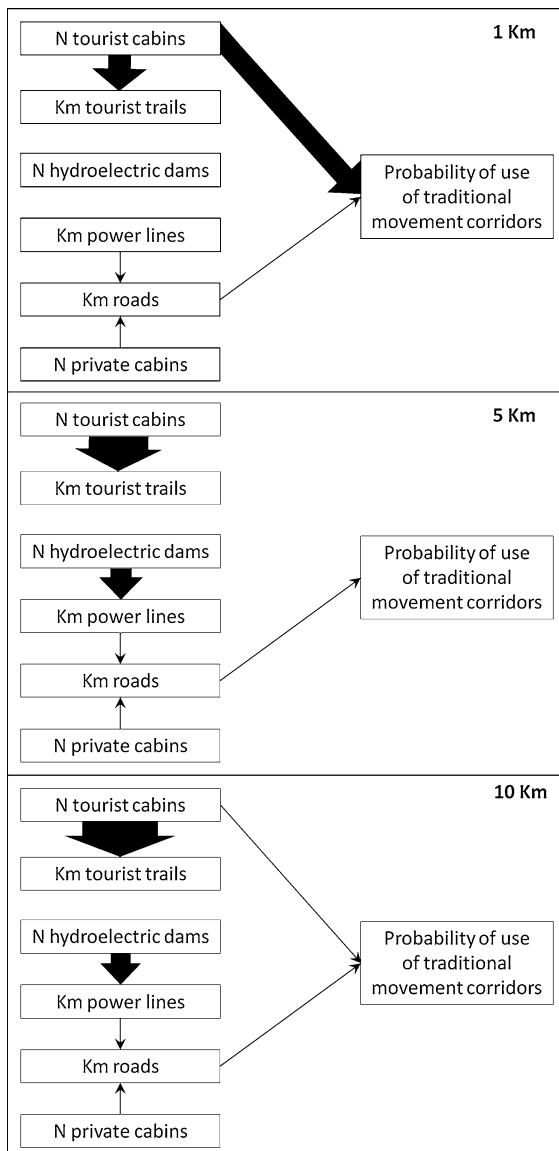 1 Km
N tourist cabins
Km tourist trails
N hydroelectric dams
Probability of use
of traditional
movement corridors
Km power lines
Km roads
N private cabins
5 Km
N tourist cabins
Km tourist trails
N hydroelectric dams
Probability of use
of traditional
movement corridors
Km power lines
Km roads
N private cabins
10 Km
N tourist cabins
Km tourist trails
N hydroelectric dams
Probability of use
of traditional
movement corridors
Km power lines
Km roads
N private cabins